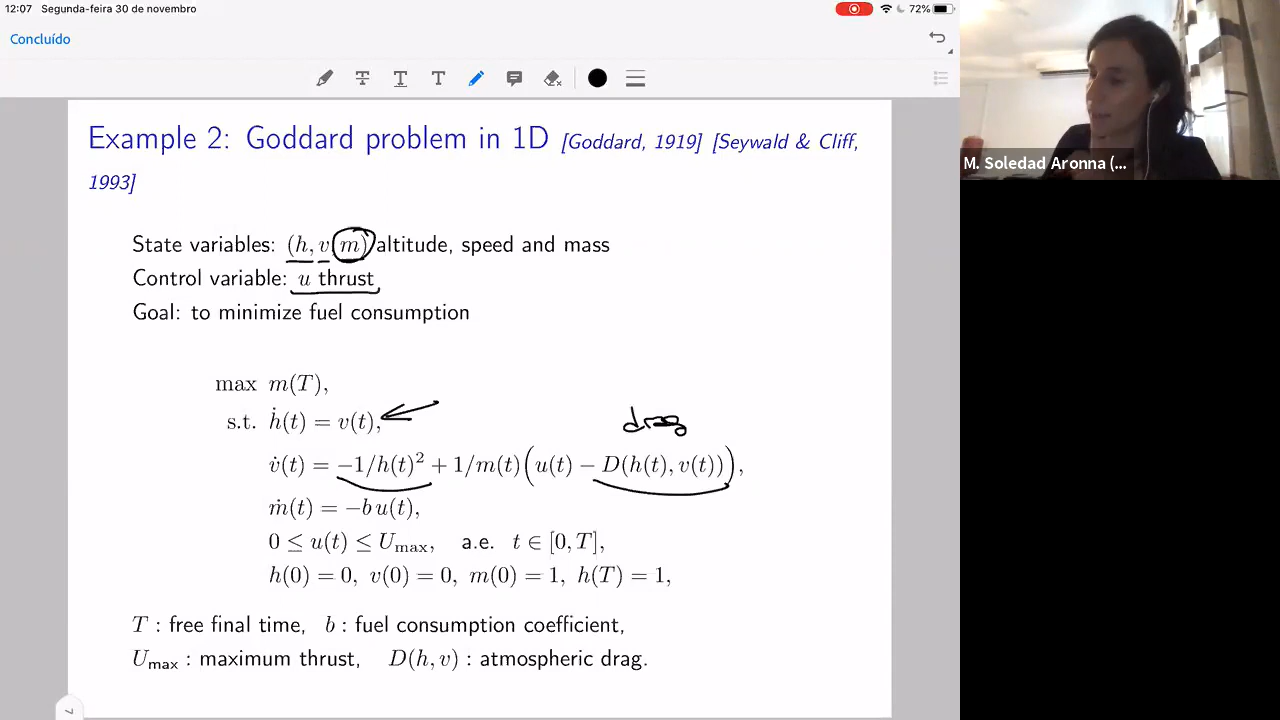 12:07 Segunda-feira 30 de novembro
72%
Concluído
Example 2: Goddard problem in 1D [Goddard, 1919] [Seywald & Cliff,
1993]
State variables: (h, v, m) altitude, speed and mass
Control variable: u thrust
Goal: to minimize fuel consumption
max m(T),
s.t. ḣ(t) = v(t),
drag
v̇(t) = −1/h(t)² + 1/m(t)(u(t) − D(h(t), v(t))),
ṁ(t) = −b u(t),
0 ≤ u(t) ≤ U_max, a.e. t ∈ [0, T],
h(0) = 0, v(0) = 0, m(0) = 1, h(T) = 1,
T : free final time, b : fuel consumption coefficient,
U_max : maximum thrust, D(h, v) : atmospheric drag.
7
M. Soledad Aronna (...